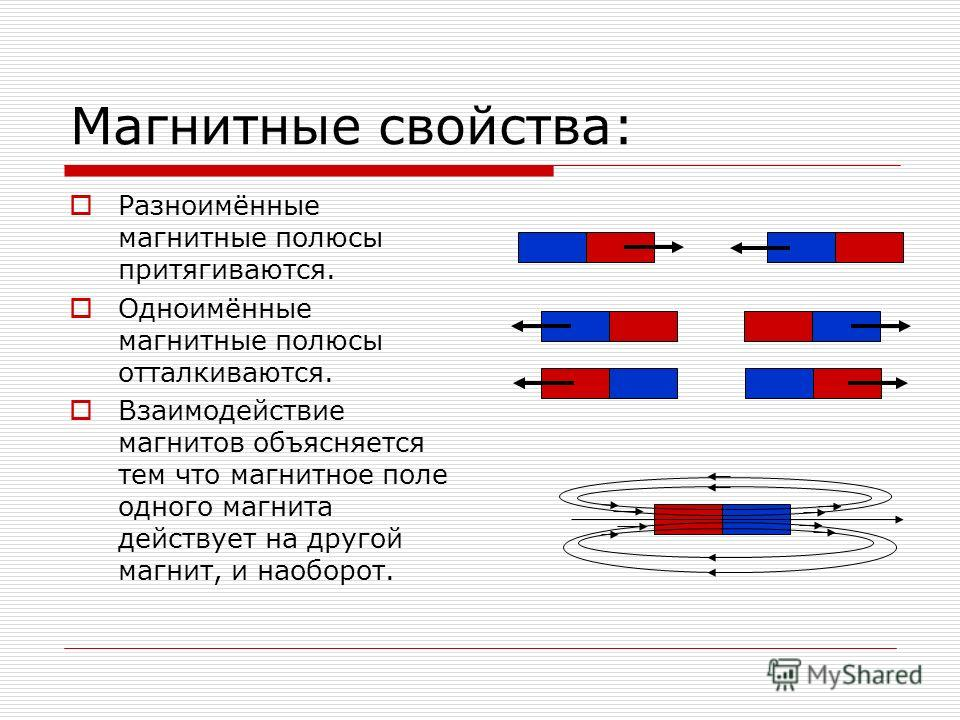 Магнитные свойства:
Разноимённые
магнитные полюсы
притягиваются.
Одноимённые
магнитные полюсы
отталкиваются.
Взаимодействие
магнитов объясняется
тем что магнитное поле
одного магнита
действует на другой
магнит, и наоборот.
MyShared